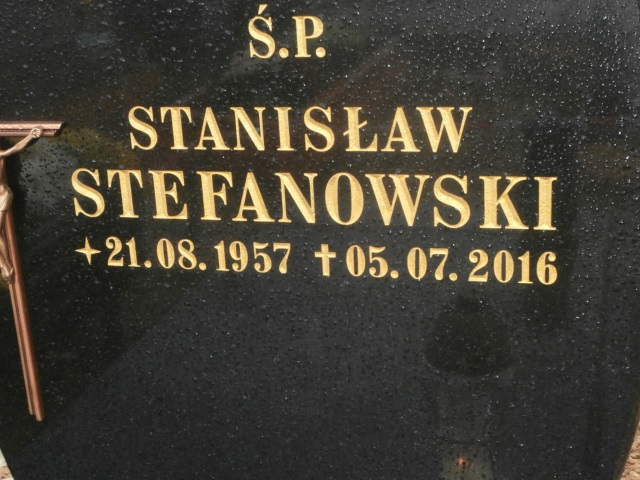 Ś.P.
STANISŁAW
STEFANOWSKI
✦21.08.1957 ✝05.07.2016